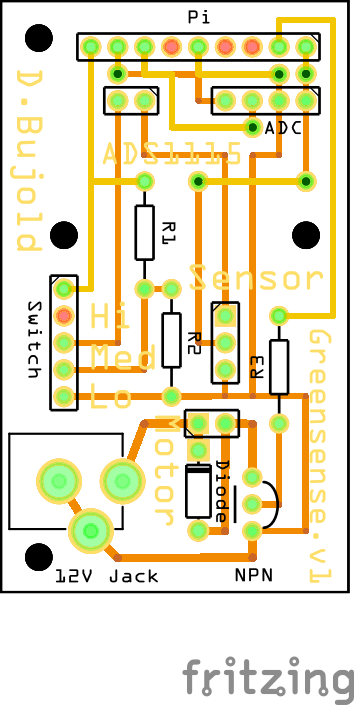 Pi
D.Bujold
ADC
ADS1115
R1
Sensor
Switch
Hi
R2
Med
R3
Lo
Greensense.v1
Motor
Diode
12V Jack
NPN
fritzing